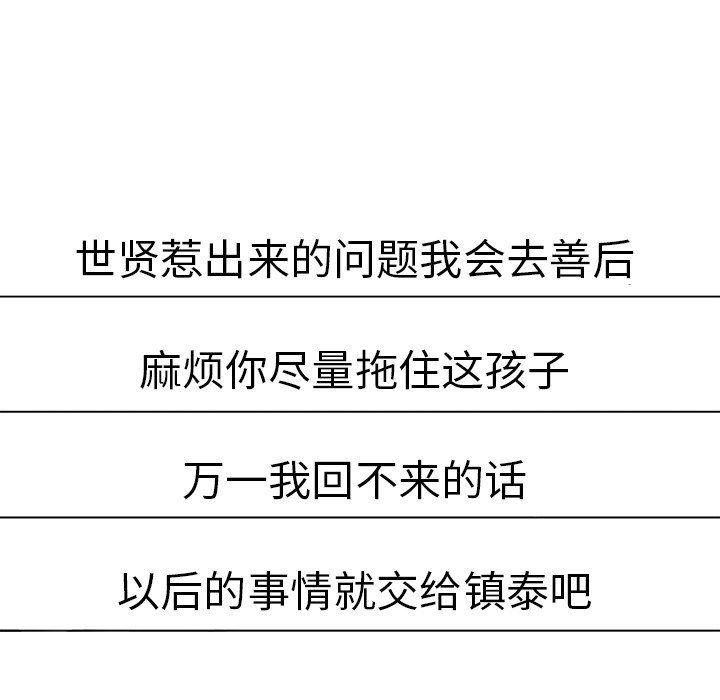 世贤惹出来的问题我会去善后
麻烦你尽量拖住这孩子
万一我回不来的话
以后的事情就交给镇泰吧